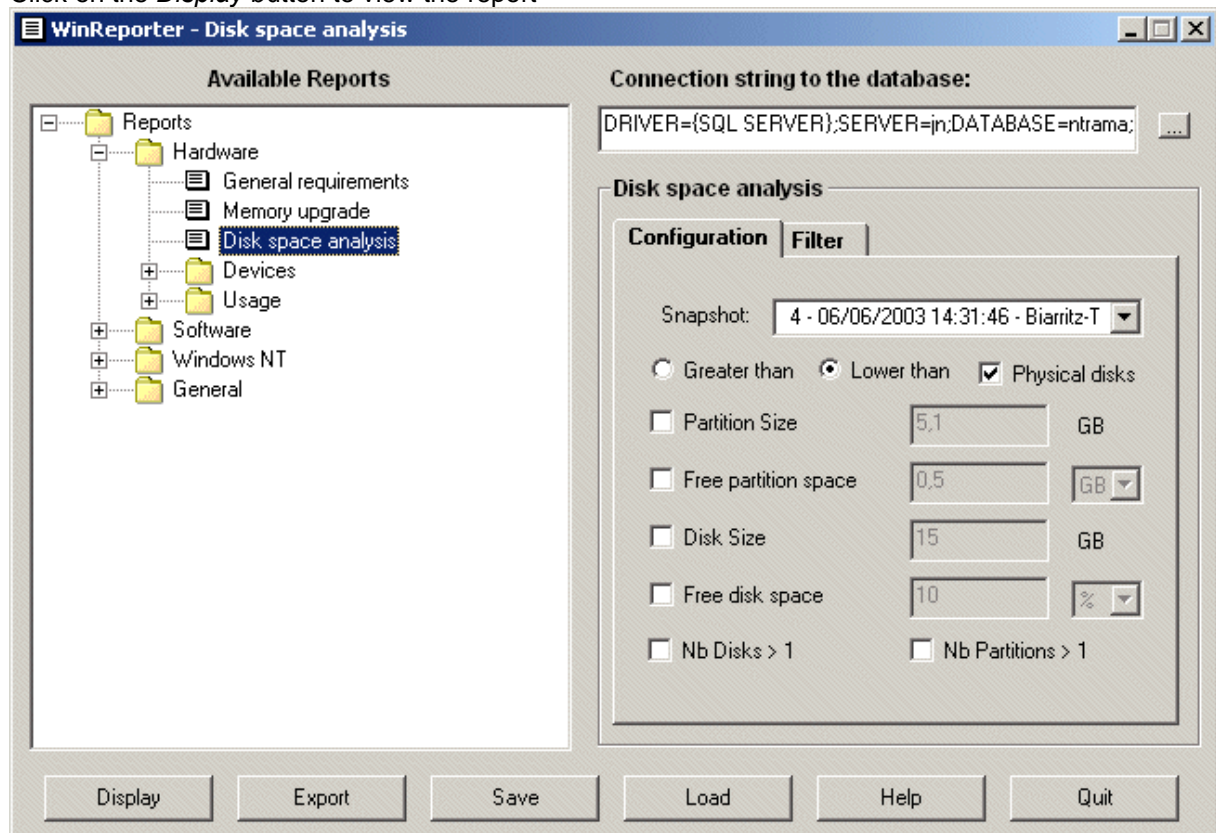 Click on the Display button to view the report
WinReporter - Disk space analysis
Available Reports
Reports
Hardware
General requirements
Memory upgrade
Disk space analysis
Devices
Usage
Software
Windows NT
General
Connection string to the database:
DRIVER={SQL SERVER};SERVER=jn;DATABASE=ntrama;
...
Disk space analysis
Configuration Filter
Snapshot: 4 - 06/06/2003 14:31:46 - Biarritz-T
Greater than Lower than Physical disks
Partition Size 5,1 GB
Free partition space 0,5 GB
Disk Size 15 GB
Free disk space 10 %
Nb Disks > 1 Nb Partitions > 1
Display Export Save Load Help Quit